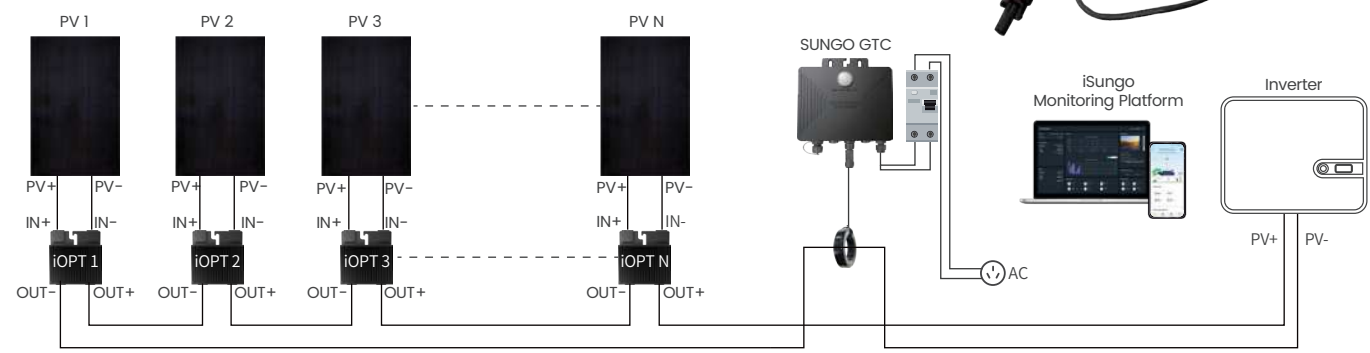 PV 1
PV 2
PV 3
PV N
SUNGO GTC
iSungo
Monitoring Platform
Inverter
PV+ PV-
PV+ PV-
PV+ PV-
PV+ PV-
IN+ IN-
IN+ IN-
IN+ IN-
IN+ IN-
iOPT 1
iOPT 2
iOPT 3
iOPT N
OUT- OUT+
OUT- OUT+
OUT- OUT+
OUT- OUT+
AC
PV+ PV-